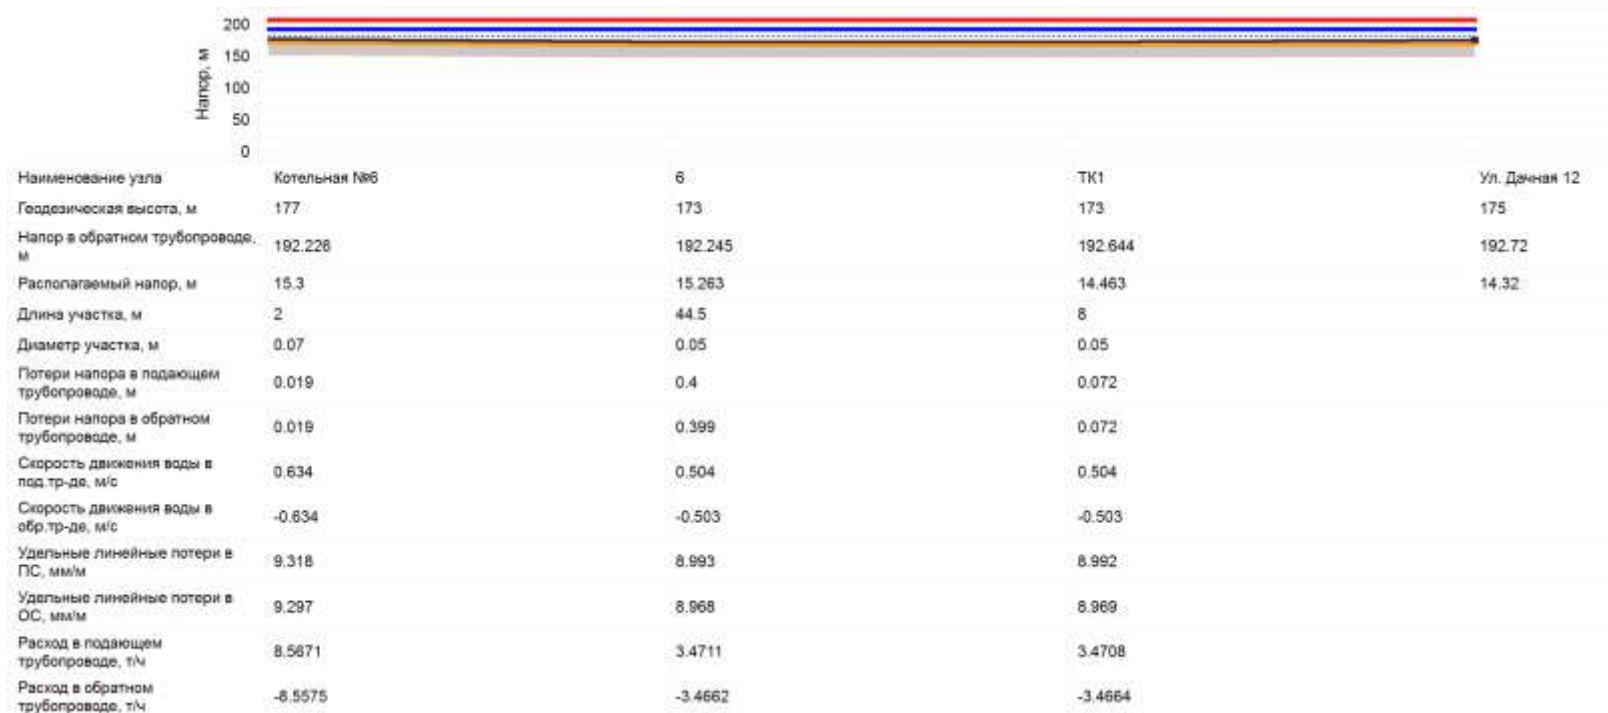 200
150
100
50
0
Напор, м
Наименование узла Котельная №6 6 ТК1 Ул. Дачная 12
Геодезическая высота, м 177 173 173 175
Напор в обратном трубопроводе, м 192.226 192.245 192.644 192.72
Располагаемый напор, м 15.3 15.263 14.463 14.32
Длина участка, м 2 44.5 8
Диаметр участка, м 0.07 0.05 0.05
Потери напора в подающем
трубопроводе, м 0.019 0.4 0.072
Потери напора в обратном
трубопроводе, м 0.019 0.399 0.072
Скорость движения воды в
под.тр-де, м/с 0.634 0.504 0.504
Скорость движения воды в
обр.тр-де, м/с -0.634 -0.503 -0.503
Удельные линейные потери в
ПС, мм/м 9.318 8.993 8.992
Удельные линейные потери в
ОС, мм/м 9.297 8.968 8.969
Расход в подающем
трубопроводе, т/ч 8.5671 3.4711 3.4708
Расход в обратном
трубопроводе, т/ч -8.5575 -3.4662 -3.4664